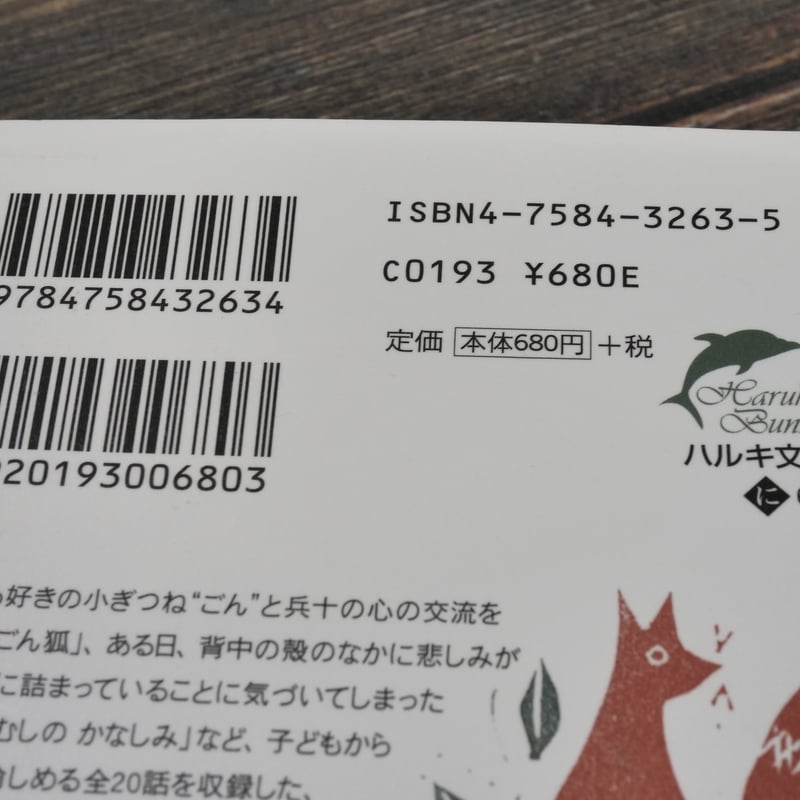 ISBN4-7584-3263-5
C0193 ¥680E
定価 本体680円+税
9784758432634
920193006803
Haruki
Bun
ハルキ文
に
好きの小ぎつね“ごん”と兵十の心の交流を
ごん狐」、ある日、背中の殻のなかに悲しみが
に詰まっていることに気づいてしまった
むしの かなしみ」など、子どもから
しめる全20話を収録した、